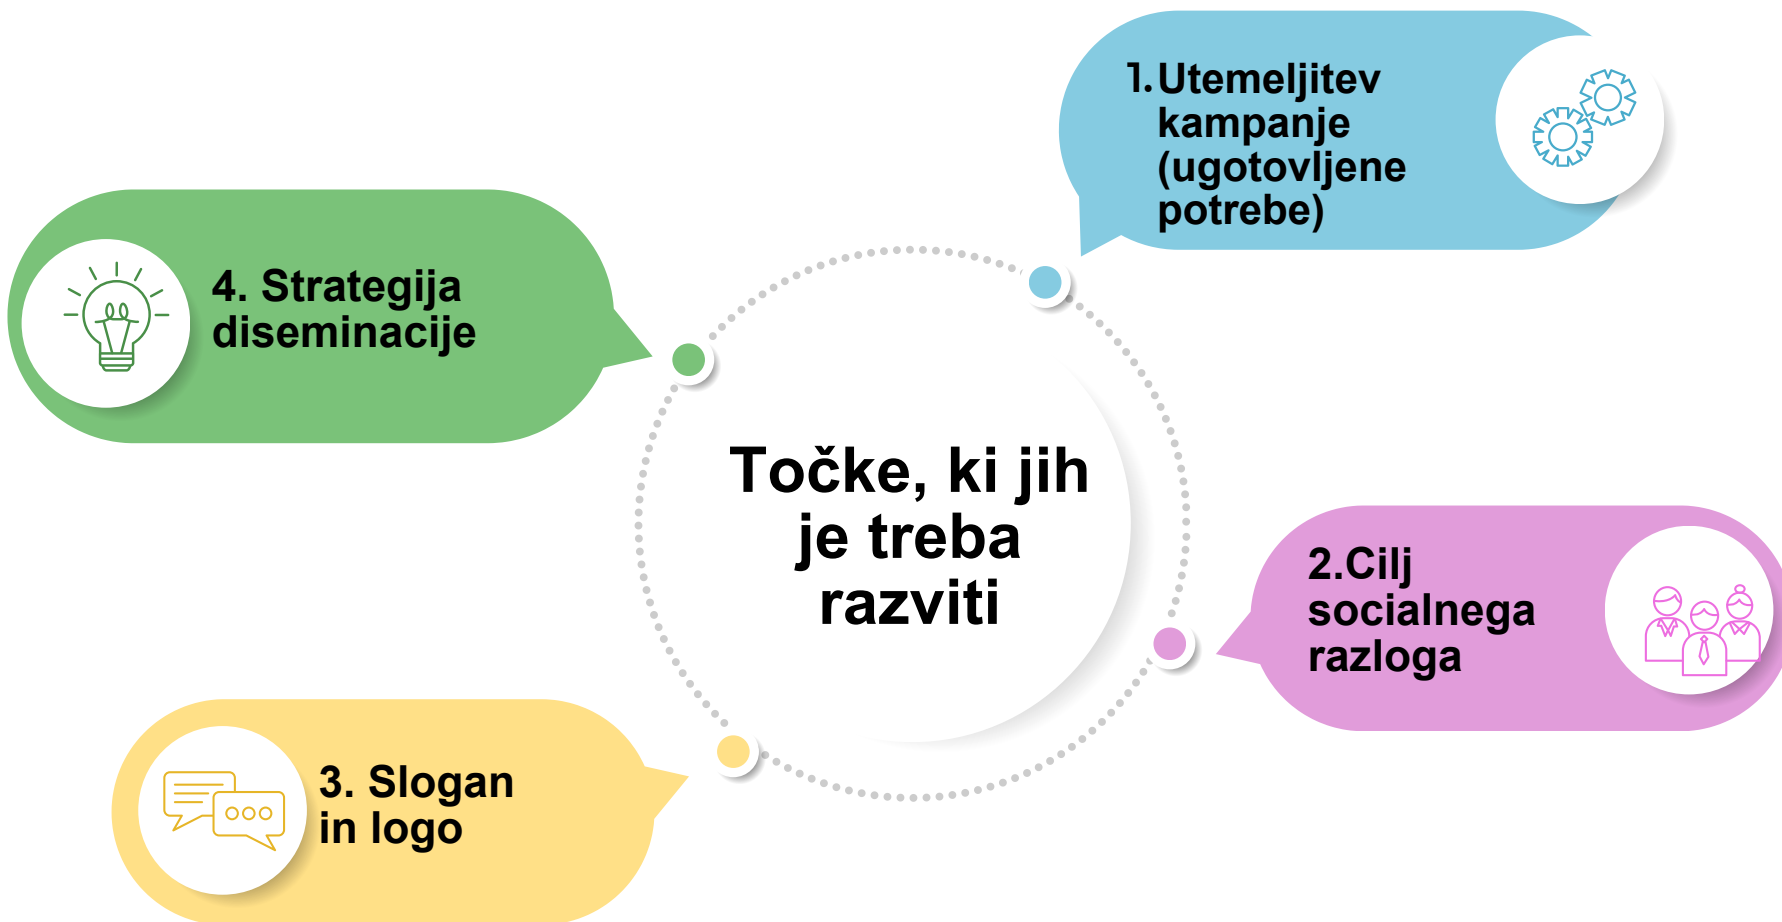 Točke, ki jih
je treba
razviti
1. Utemeljitev
kampanje
(ugotovljene
potrebe)
2.Cilj
socialnega
razloga
3. Slogan
in logo
4. Strategija
diseminacije